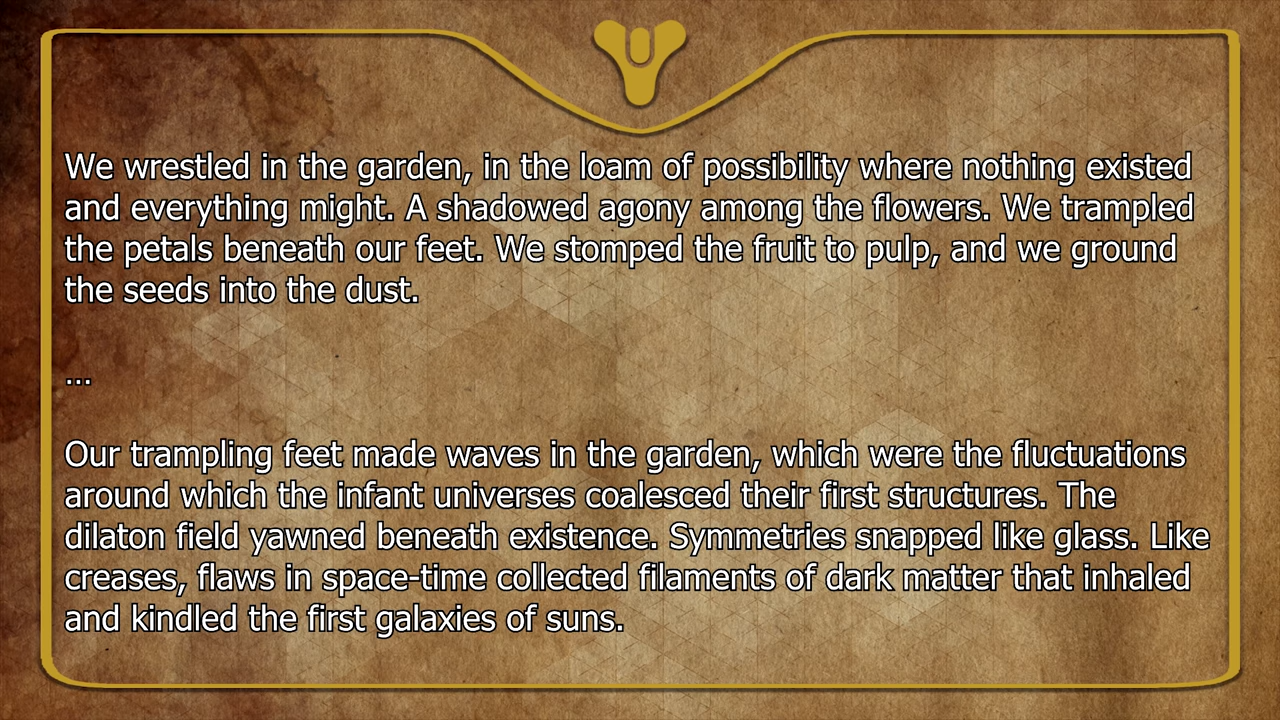 We wrestled in the garden, in the loam of possibility where nothing existed
and everything might. A shadowed agony among the flowers. We trampled
the petals beneath our feet. We stomped the fruit to pulp, and we ground
the seeds into the dust.
...
Our trampling feet made waves in the garden, which were the fluctuations
around which the infant universes coalesced their first structures. The
dilaton field yawned beneath existence. Symmetries snapped like glass. Like
creases, flaws in space-time collected filaments of dark matter that inhaled
and kindled the first galaxies of suns.